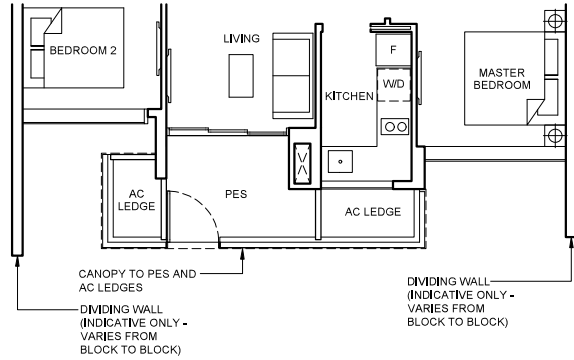 BEDROOM 2
LIVING
F
W/D
KITCHEN
MASTER
BEDROOM
AC
LEDGE
PES
AC LEDGE
CANOPY TO PES AND
AC LEDGES
DIVIDING WALL
(INDICATIVE ONLY -
VARIES FROM
BLOCK TO BLOCK)
DIVIDING WALL
(INDICATIVE ONLY -
VARIES FROM
BLOCK TO BLOCK)